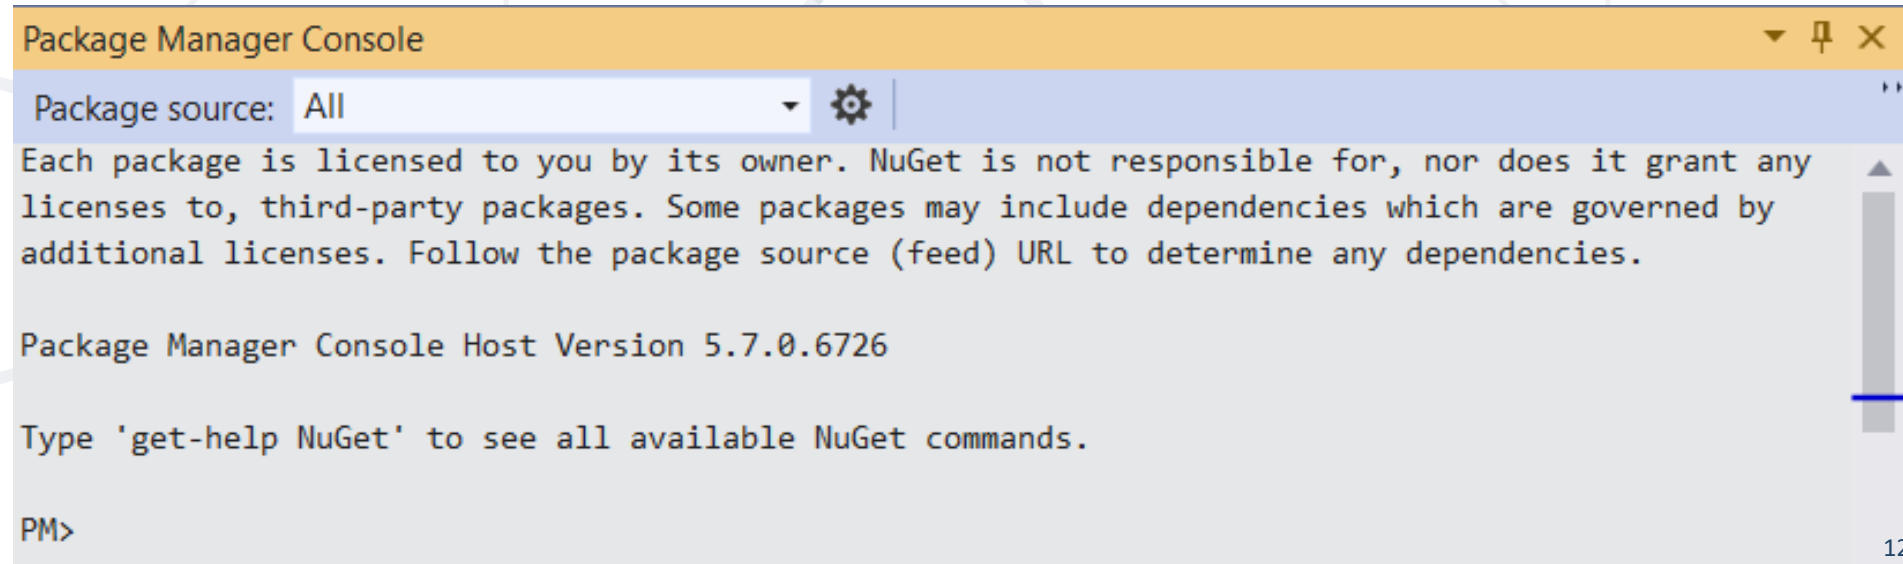 Package Manager Console
Package source: All
Each package is licensed to you by its owner. NuGet is not responsible for, nor does it grant any
licenses to, third-party packages. Some packages may include dependencies which are governed by
additional licenses. Follow the package source (feed) URL to determine any dependencies.
Package Manager Console Host Version 5.7.0.6726
Type 'get-help NuGet' to see all available NuGet commands.
PM>
12